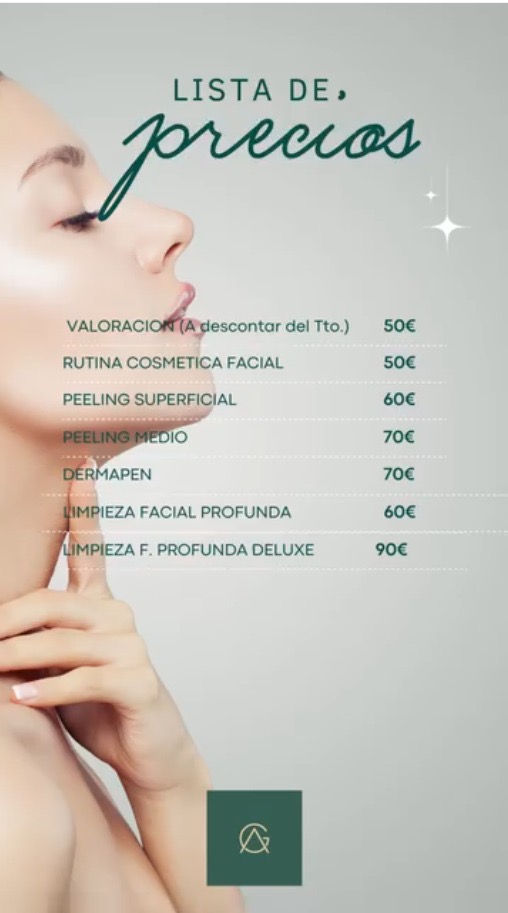 LISTA DE,
precios
VALORACION (A descontar del Tto.) 50€
RUTINA COSMETICA FACIAL 50€
PEELING SUPERFICIAL 60€
PEELING MEDIO 70€
DERMAPEN 70€
LIMPIEZA FACIAL PROFUNDA 60€
LIMPIEZA F. PROFUNDA DELUXE 90€